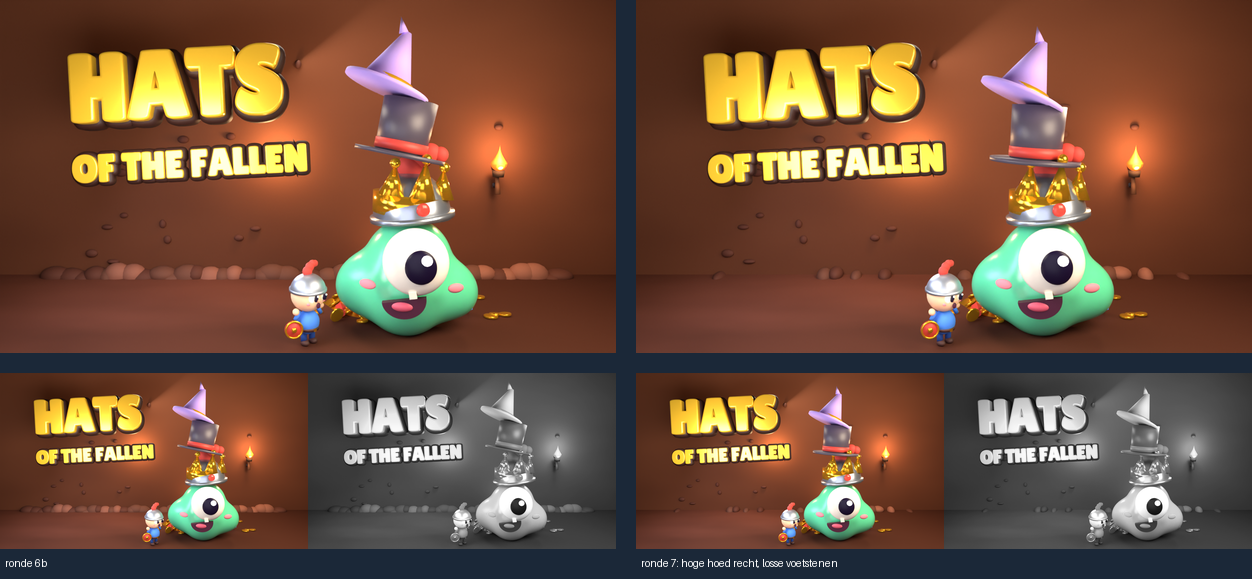 HATS
OF THE FALLEN
HATS
OF THE FALLEN
HATS
OF THE FALLEN
HATS
OF THE FALLEN
HATS
OF THE FALLEN
HATS
OF THE FALLEN
ronde 6b
ronde 7: hoge hoed recht, losse voetstenen